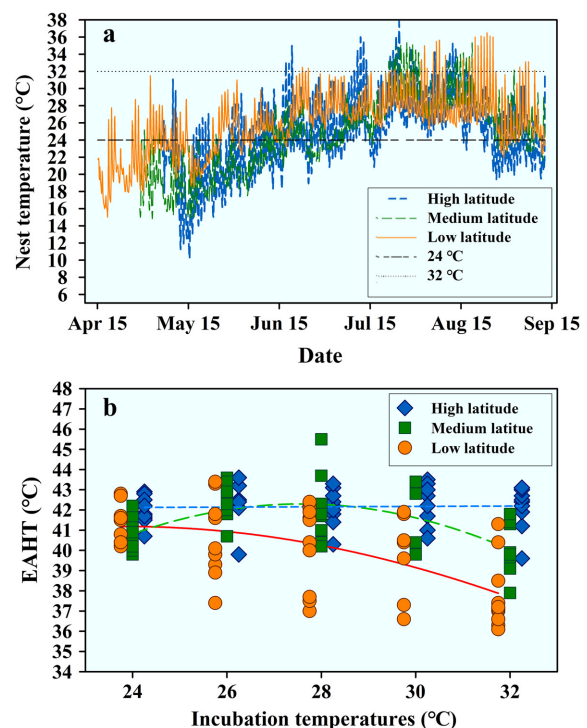 a
Nest temperature (°C)
38
36
34
32
30
28
26
24
22
20
18
16
14
12
10
8
6
High latitude
Medium latitude
Low latitude
24 °C
32 °C
Apr 15 May 15 Jun 15 Jul 15 Aug 15 Sep 15
Date
b
EAHT (°C)
48
47
46
45
44
43
42
41
40
39
38
37
36
35
34
High latitude
Medium latitue
Low latitude
24 26 28 30 32
Incubation temperatures (°C)